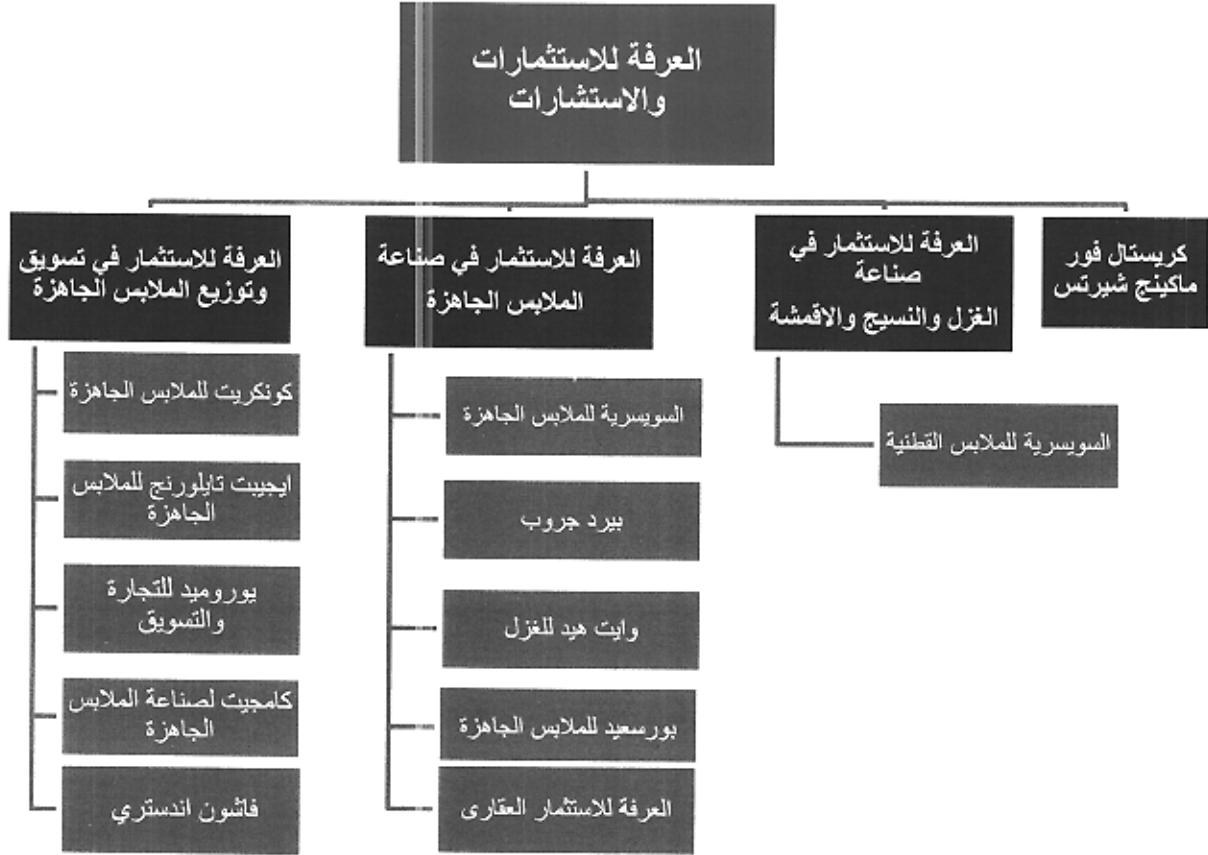 العرفة للاستثمارات
والاستشارات
كريستال فور
ماكينج شيرتس
العرفة للاستثمار في
صناعة
الغزل والنسيج والاقمشة
السويسرية للملابس القطنية
العرفة للاستثمار في صناعة
الملابس الجاهزة
السويسرية للملابس الجاهزة
بيرد جروب
وايت هيد للغزل
بورسعيد للملابس الجاهزة
العرفة للاستثمار العقارى
العرفة للاستثمار في تسويق
وتوزيع الملابس الجاهزة
كونكريت للملابس الجاهزة
ايجيبت تايلورنج للملابس
الجاهزة
يوروميد للتجارة
والتسويق
كامجيت لصناعة الملابس
الجاهزة
فاشون اندستري